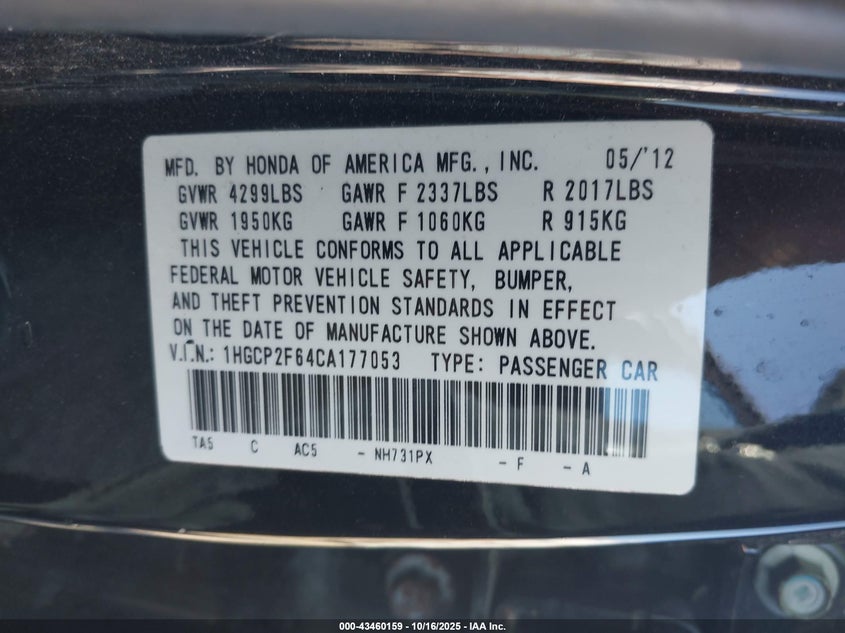 MFD. BY HONDA OF AMERICA MFG., INC. 05/'12
GVWR 4299LBS GAWR F 2337LBS R 2017LBS
GVWR 1950KG GAWR F 1060KG R 915KG
THIS VEHICLE CONFORMS TO ALL APPLICABLE
FEDERAL MOTOR VEHICLE SAFETY, BUMPER,
AND THEFT PREVENTION STANDARDS IN EFFECT
ON THE DATE OF MANUFACTURE SHOWN ABOVE.
V.I.N.: 1HGCP2F64CA177053 TYPE: PASSENGER CAR
TA5 C AC5 - NH731PX - F - A
000-43460159 - 10/16/2025 - IAA Inc.